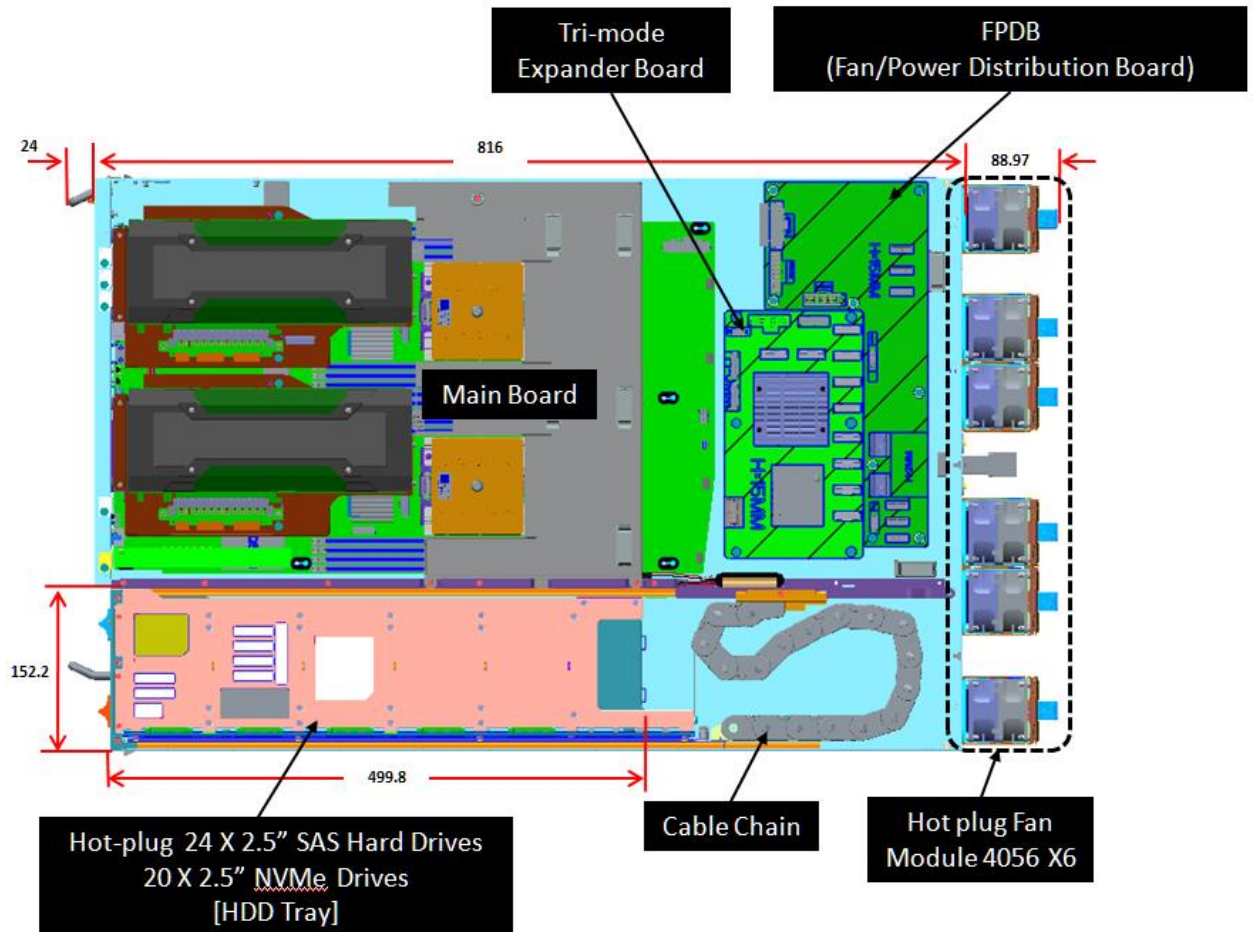 Tri-mode
Expander Board
FPDB
(Fan/Power Distribution Board)
24
816
88.97
H=15MM
Main Board
H=15MM
152.2
499.8
Hot-plug 24 X 2.5” SAS Hard Drives
20 X 2.5” NVMe Drives
[HDD Tray]
Cable Chain
Hot plug Fan
Module 4056 X6